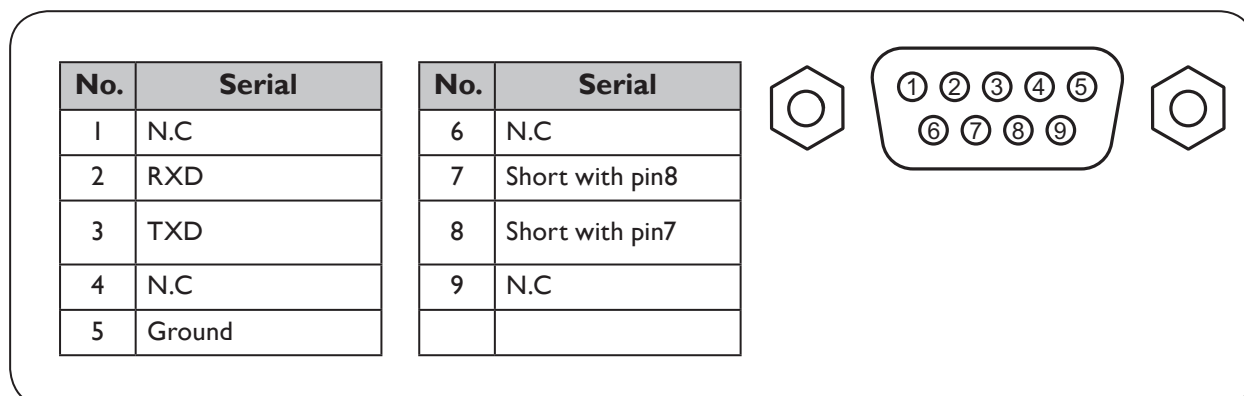 No. Serial
1 N.C
2 RXD
3 TXD
4 N.C
5 Ground
No. Serial
6 N.C
7 Short with pin8
8 Short with pin7
9 N.C
1 2 3 4 5
6 7 8 9